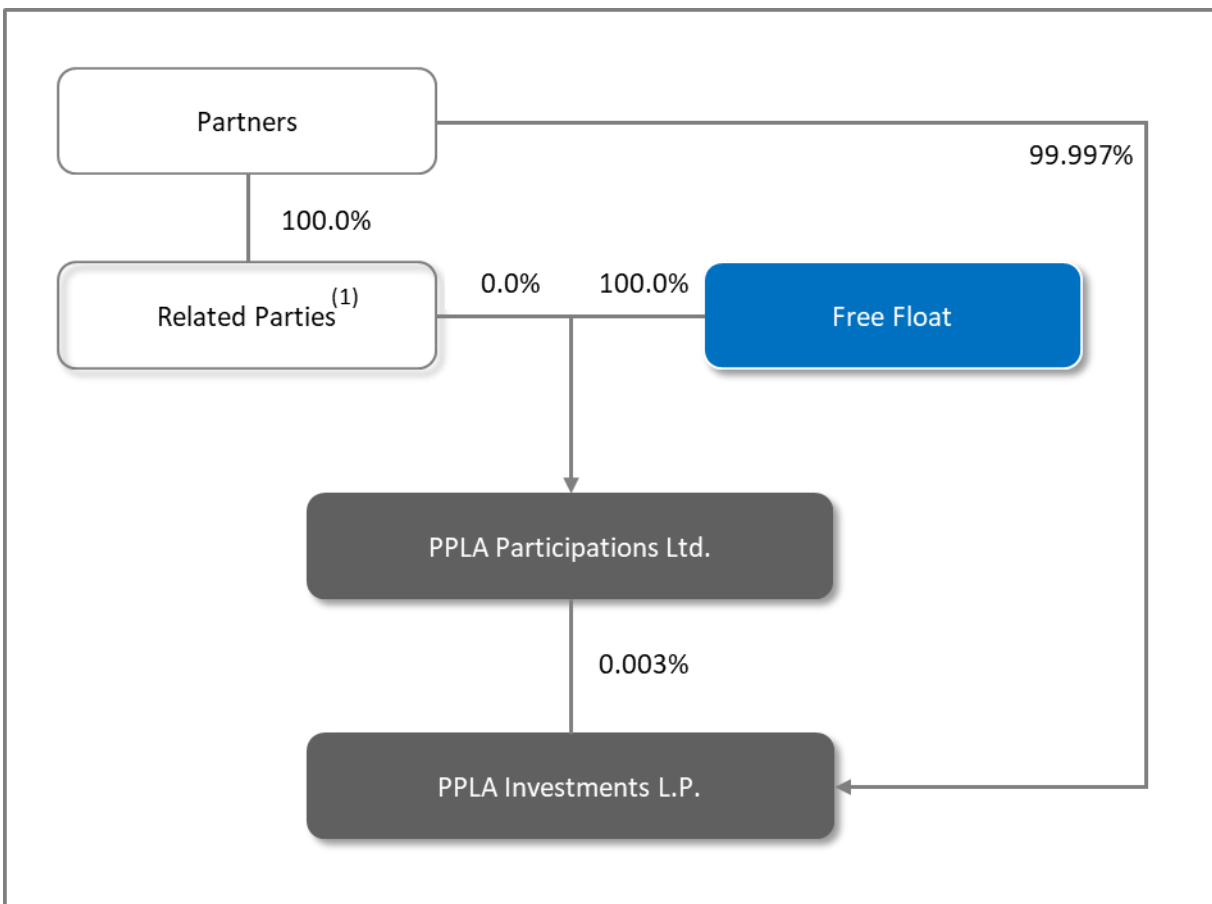 Partners
99.997%
100.0%
Related Parties(1)
0.0%
100.0%
Free Float
PPLA Participations Ltd.
0.003%
PPLA Investments L.P.